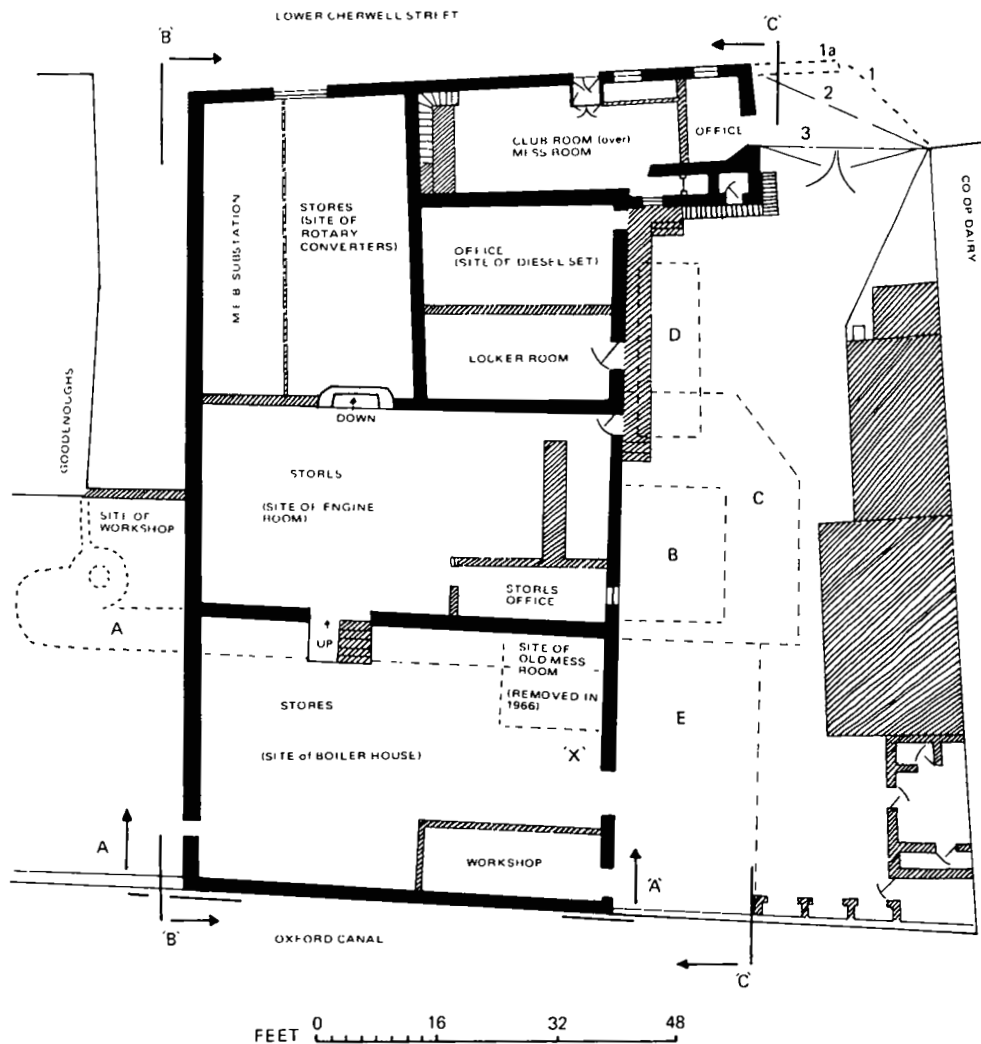 LOWER CHERWELL STREET
'B'
'C'
1a
1
2
3
OFFICE
CLUB ROOM (over)
MESS ROOM
CO OP DAIRY
M E B SUBSTATION
STORES
(SITE OF
ROTARY
CONVERTERS)
OFFICE
(SITE OF DIESEL SET)
LOCKER ROOM
D
GOODENOUGHS
DOWN
STORES
(SITE OF ENGINE
ROOM)
C
B
SITE OF
WORKSHOP
STORES
OFFICE
A
UP
SITE OF
OLD MESS
ROOM
(REMOVED IN
1966)
STORES
E
(SITE of BOILER HOUSE)
'X'
A
WORKSHOP
'A'
'B'
OXFORD CANAL
'C'
FEET 0 16 32 48